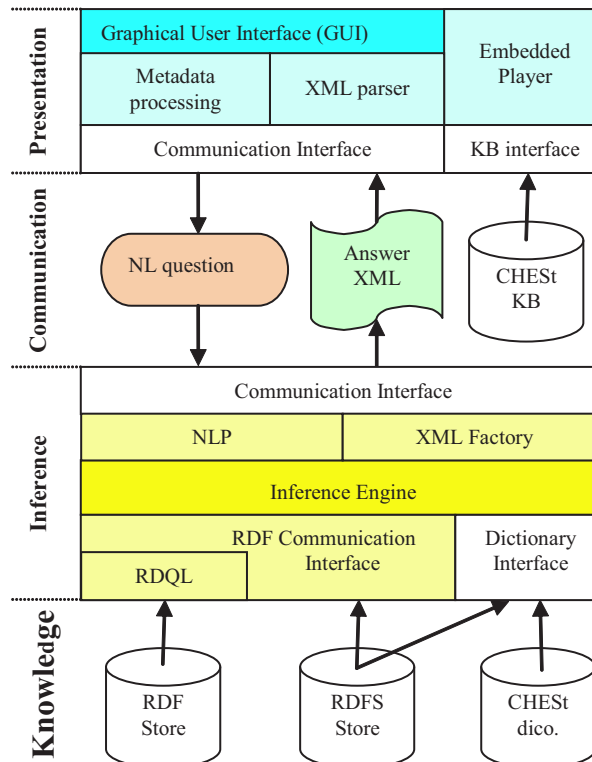 Presentation
Graphical User Interface (GUI)
Metadata
processing
XML parser
Embedded
Player
Communication Interface
KB interface
Communication
NL question
Answer
XML
CHESt
KB
Inference
Communication Interface
NLP
XML Factory
Inference Engine
RDF Communication
Interface
RDQL
Dictionary
Interface
Knowledge
RDF
Store
RDFS
Store
CHESt
dico.